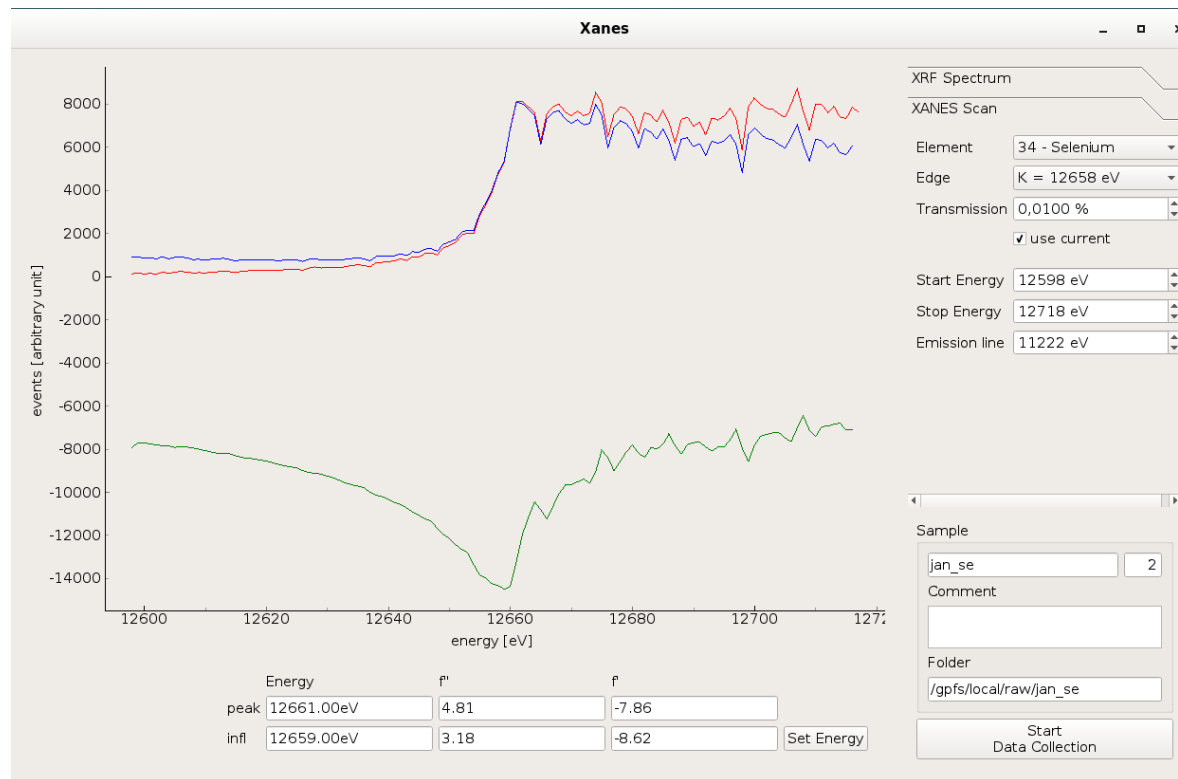 Xanes
8000
6000
4000
2000
0
-2000
-4000
-6000
-8000
-10000
-12000
-14000
events [arbitrary unit]
12600
12620
12640
12660
12680
12700
energy [eV]
Energy f'' f'
peak 12661.00eV 4.81 -7.86
infl 12659.00eV 3.18 -8.62 Set Energy
XRF Spectrum
XANES Scan
Element 34 - Selenium
Edge K = 12658 eV
Transmission 0,0100 %
use current
Start Energy 12598 eV
Stop Energy 12718 eV
Emission line 11222 eV
Sample
jan_se 2
Comment
Folder
/gpfs/local/raw/jan_se
Start
Data Collection